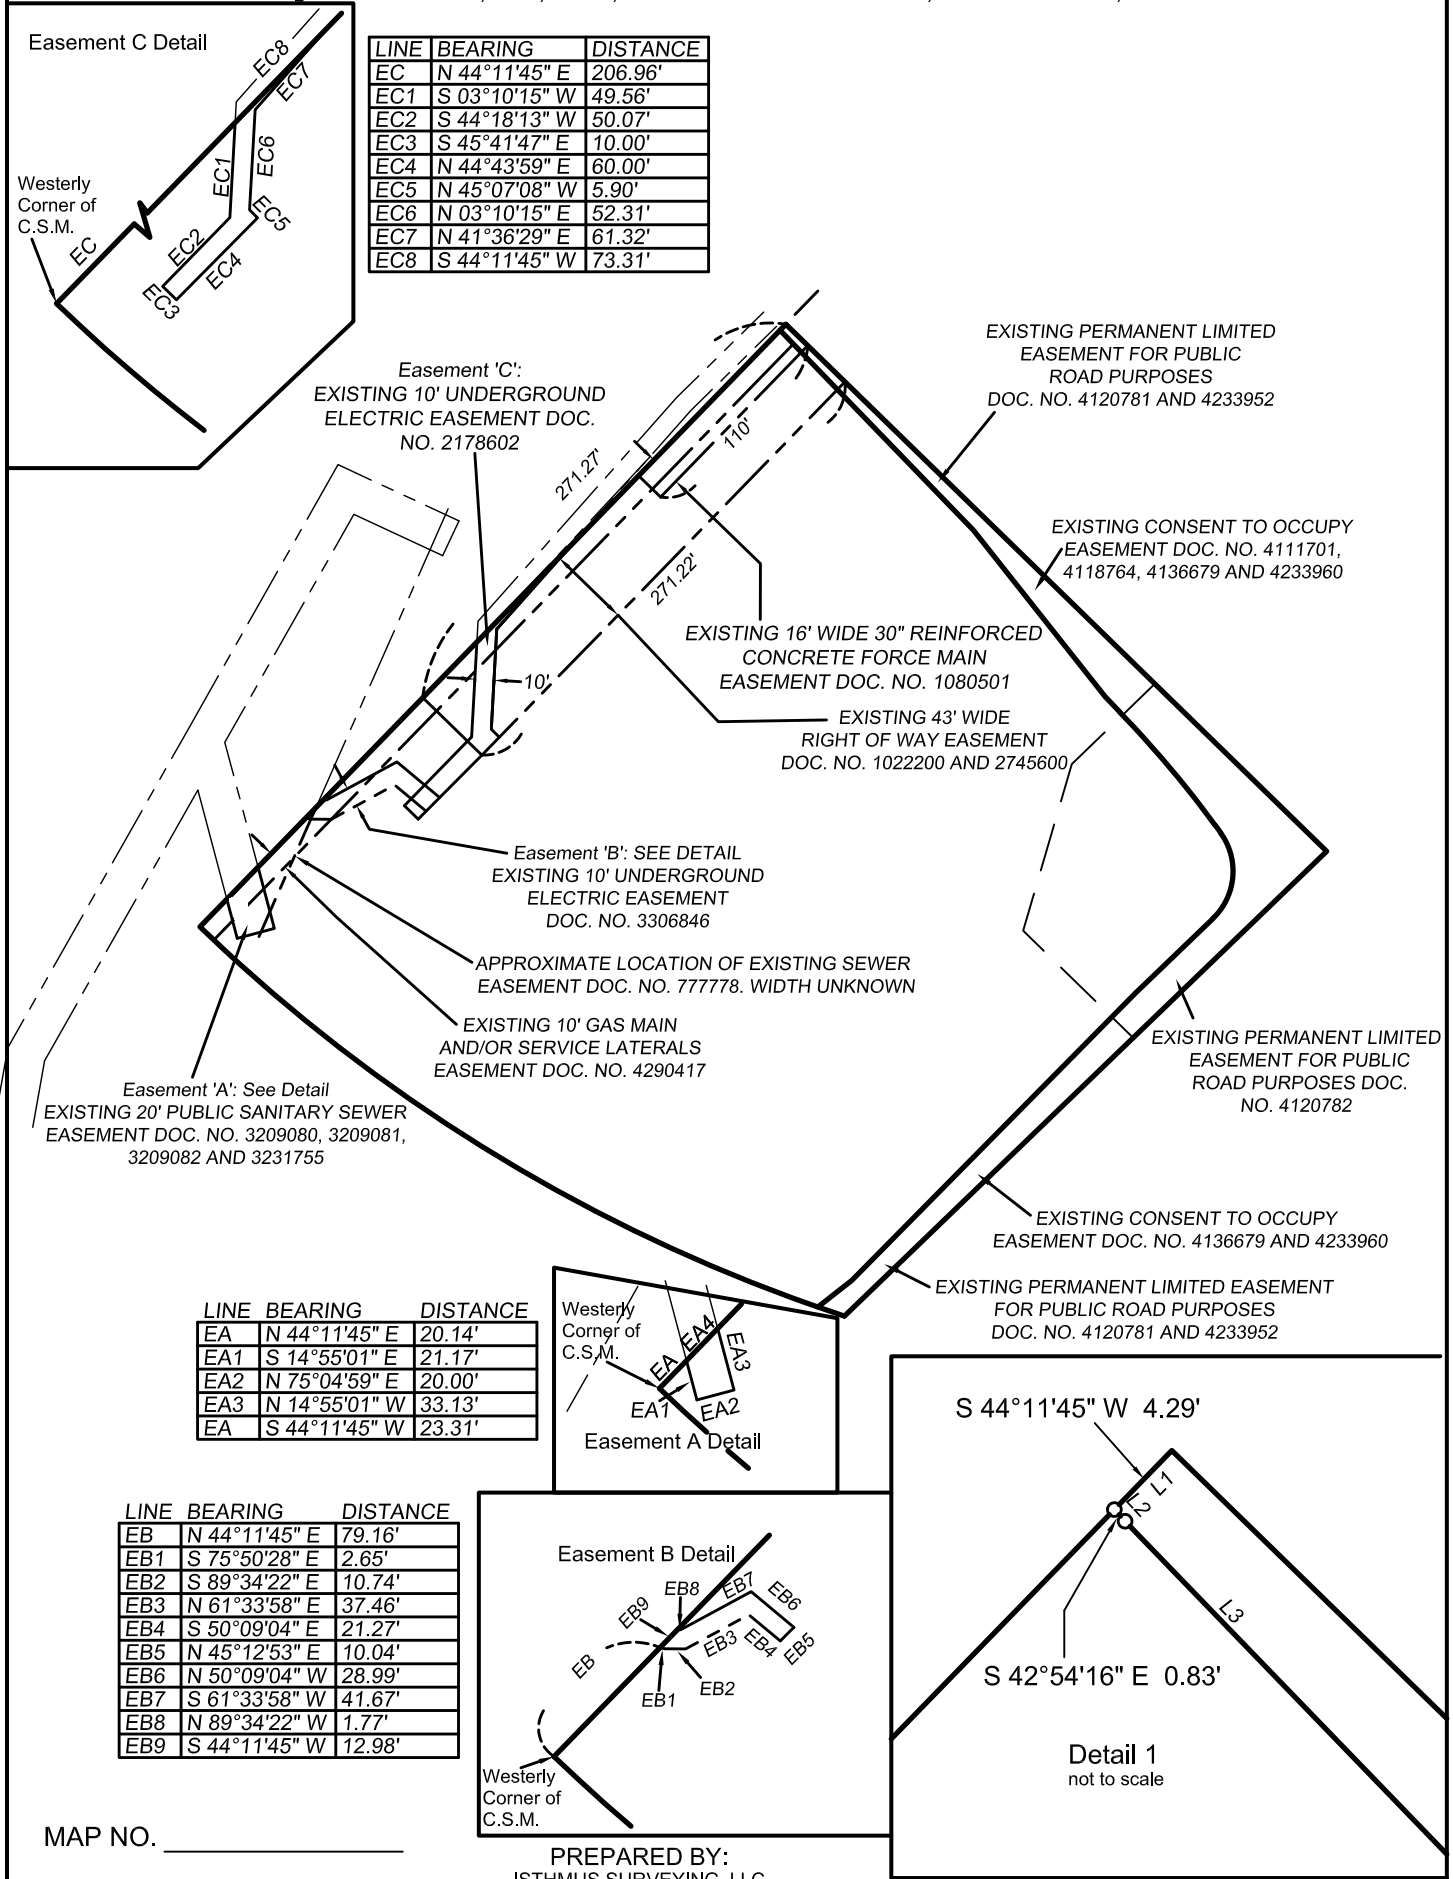 Easement C Detail
EC8
EC7
EC1
EC6
EC5
EC2
EC4
EC3
EC
Westerly
Corner of
C.S.M.
LINE BEARING DISTANCE
EC N 44°11'45" E 206.96'
EC1 S 03°10'15" W 49.56'
EC2 S 44°18'13" W 50.07'
EC3 S 45°41'47" E 10.00'
EC4 N 44°43'59" E 60.00'
EC5 N 45°07'08" W 5.90'
EC6 N 03°10'15" E 52.31'
EC7 N 41°36'29" E 61.32'
EC8 S 44°11'45" W 73.31'
Easement 'C':
EXISTING 10' UNDERGROUND
ELECTRIC EASEMENT DOC.
NO. 2178602
EXISTING PERMANENT LIMITED
EASEMENT FOR PUBLIC
ROAD PURPOSES
DOC. NO. 4120781 AND 4233952
271.27'
110'
271.22'
10'
EXISTING CONSENT TO OCCUPY
EASEMENT DOC. NO. 4111701,
4118764, 4136679 AND 4233960
EXISTING 16' WIDE 30" REINFORCED
CONCRETE FORCE MAIN
EASEMENT DOC. NO. 1080501
EXISTING 43' WIDE
RIGHT OF WAY EASEMENT
DOC. NO. 1022200 AND 2745600
Easement 'B': SEE DETAIL
EXISTING 10' UNDERGROUND
ELECTRIC EASEMENT
DOC. NO. 3306846
APPROXIMATE LOCATION OF EXISTING SEWER
EASEMENT DOC. NO. 777778. WIDTH UNKNOWN
EXISTING 10' GAS MAIN
AND/OR SERVICE LATERALS
EASEMENT DOC. NO. 4290417
Easement 'A': See Detail
EXISTING 20' PUBLIC SANITARY SEWER
EASEMENT DOC. NO. 3209080, 3209081,
3209082 AND 3231755
EXISTING PERMANENT LIMITED
EASEMENT FOR PUBLIC
ROAD PURPOSES DOC.
NO. 4120782
EXISTING CONSENT TO OCCUPY
EASEMENT DOC. NO. 4136679 AND 4233960
EXISTING PERMANENT LIMITED EASEMENT
FOR PUBLIC ROAD PURPOSES
DOC. NO. 4120781 AND 4233952
LINE BEARING DISTANCE
EA N 44°11'45" E 20.14'
EA1 S 14°55'01" E 21.17'
EA2 N 75°04'59" E 20.00'
EA3 N 14°55'01" W 33.13'
EA S 44°11'45" W 23.31'
Westerly
Corner of
C.S.M.
EA
EA4
EA3
EA1
EA2
Easement A Detail
LINE BEARING DISTANCE
EB N 44°11'45" E 79.16'
EB1 S 75°50'28" E 2.65'
EB2 S 89°34'22" E 10.74'
EB3 N 61°33'58" E 37.46'
EB4 S 50°09'04" E 21.27'
EB5 N 45°12'53" E 10.04'
EB6 N 50°09'04" W 28.99'
EB7 S 61°33'58" W 41.67'
EB8 N 89°34'22" W 1.77'
EB9 S 44°11'45" W 12.98'
Easement B Detail
EB8
EB7
EB6
EB9
EB3
EB4
EB5
EB
EB1
EB2
Westerly
Corner of
C.S.M.
S 44°11'45" W 4.29'
L1
L2
L3
S 42°54'16" E 0.83'
Detail 1
not to scale
MAP NO.
PREPARED BY:
ISTHMUS SURVEYING, LLC